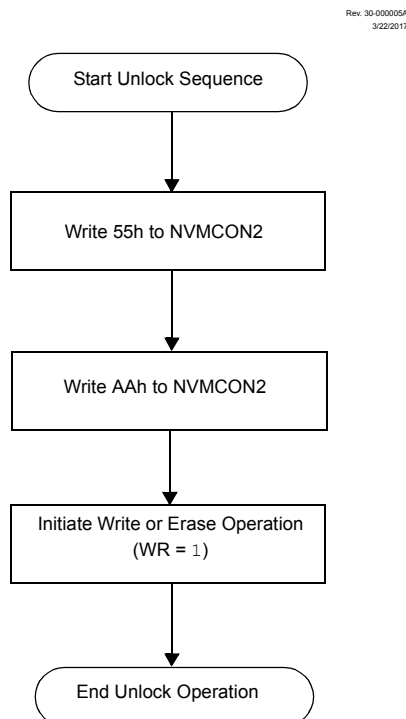 Rev. 30-000005A
3/22/2017
Start Unlock Sequence
Write 55h to NVMCON2
Write AAh to NVMCON2
Initiate Write or Erase Operation
(WR = 1)
End Unlock Operation